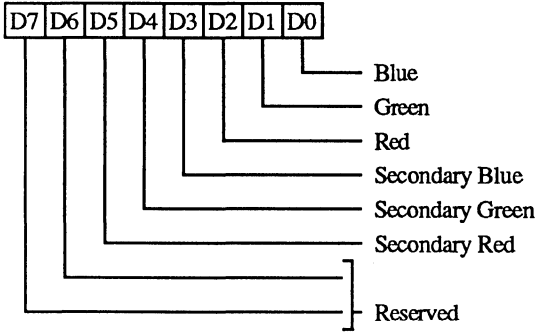 D7 D6 D5 D4 D3 D2 D1 D0
Blue
Green
Red
Secondary Blue
Secondary Green
Secondary Red
Reserved